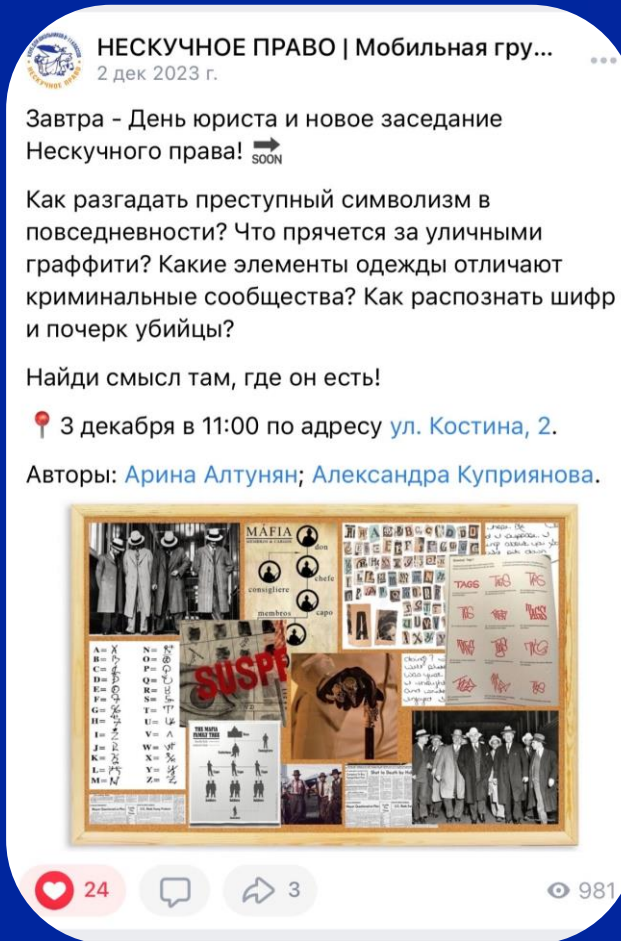 НЕСКУЧНОЕ ПРАВО | Мобильная гру...
2 дек 2023 г.
Завтра - День юриста и новое заседание
Нескучного права! SOON
Как разгадать преступный символизм в
повседневности? Что прячется за уличными
граффити? Какие элементы одежды отличают
криминальные сообщества? Как распознать шифр
и почерк убийцы?
Найди смысл там, где он есть!
3 декабря в 11:00 по адресу ул. Костина, 2.
Авторы: Арина Алтунян; Александра Куприянова.
MAFIA
don
consigliere
chefe
membros
capo
TAGS
SUSPE
A=
B=
C=
D=
E=
F=
G=
H=
I=
J=
K=
L=
M=
N=
O=
P=
Q=
R=
S=
T=
U=
V=
W=
X=
Y=
Z=
THE MAFIA
FAMILY TREE
24
3
981